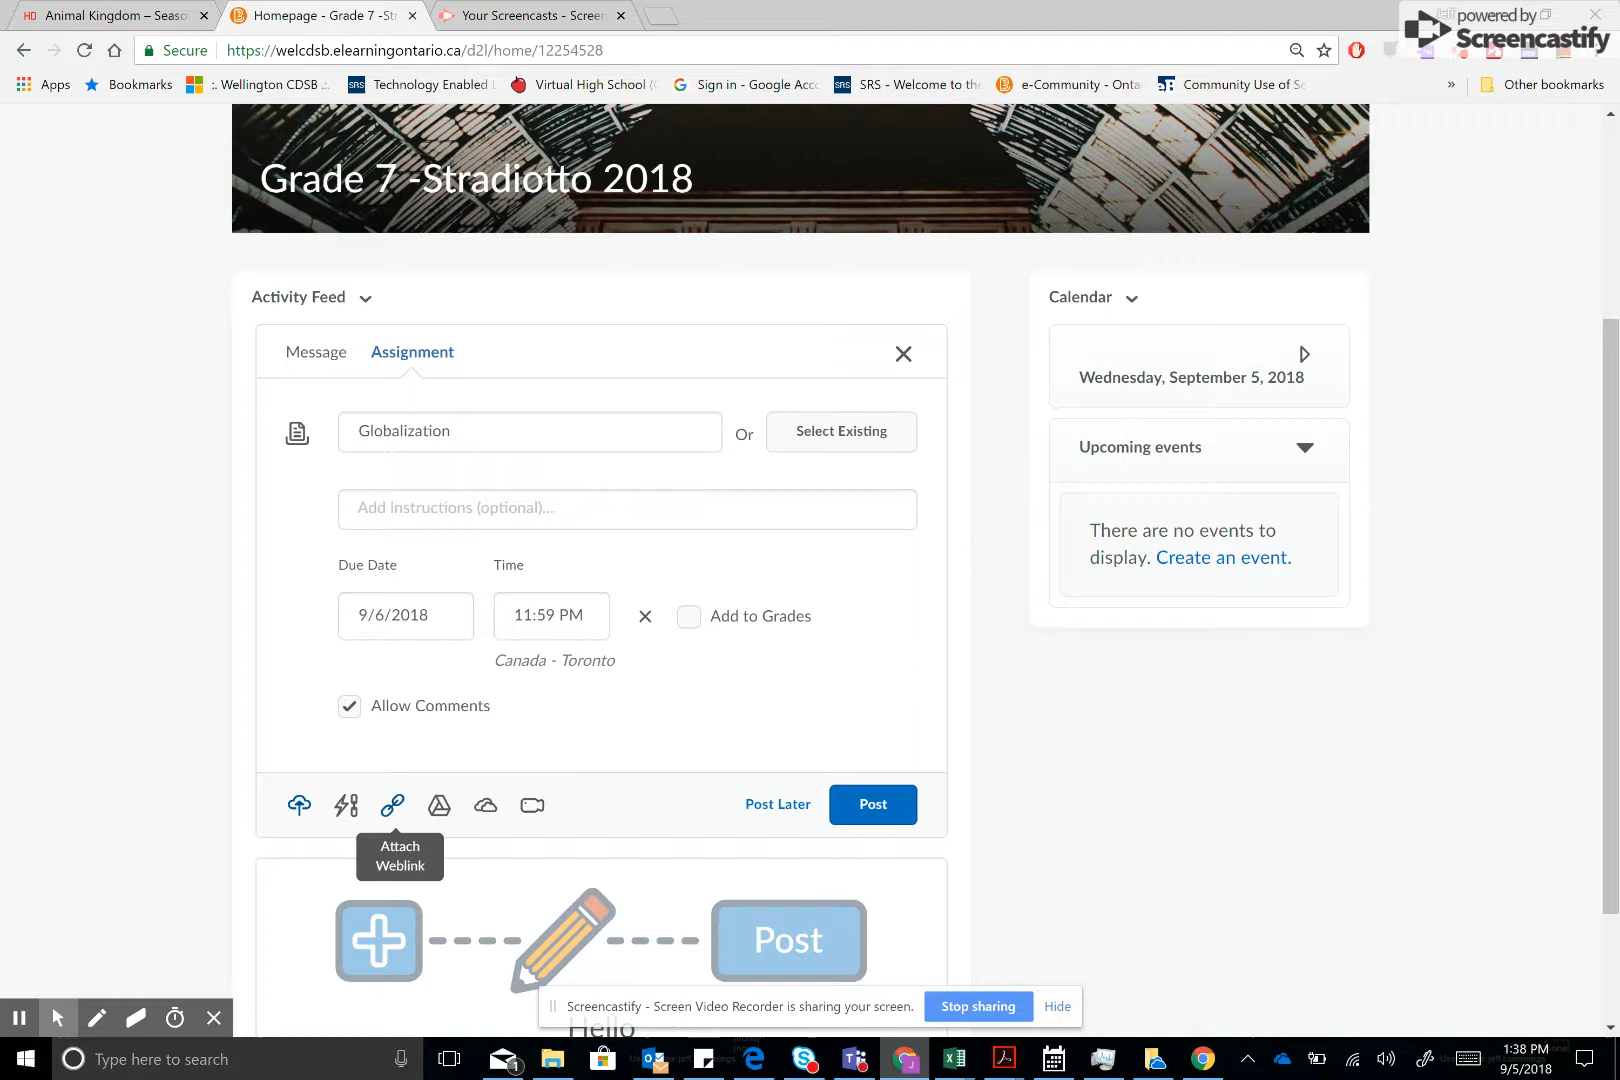 HD Animal Kingdom – Seaso
Homepage - Grade 7 -St
Your Screencasts - Screen
powered by
Screencastify
Secure
https://welcdsb.elearningontario.ca/d2l/home/12254528
Apps
Bookmarks
:. Wellington CDSB .:
SRS Technology Enabled
Virtual High School (
Sign in - Google Acc
SRS SRS - Welcome to th
e-Community - Onta
Community Use of S
»
Other bookmarks
Grade 7 -Stradiotto 2018
Activity Feed
Calendar
Message
Assignment
Wednesday, September 5, 2018
Globalization
Or
Select Existing
Upcoming events
Add instructions (optional)...
There are no events to
display. Create an event.
Due Date
Time
9/6/2018
11:59 PM
Add to Grades
Canada - Toronto
Allow Comments
Post Later
Post
Attach
Weblink
Post
Screencastify - Screen Video Recorder is sharing your screen.
Stop sharing
Hide
Hello
Type here to search
1
1:38 PM
9/5/2018